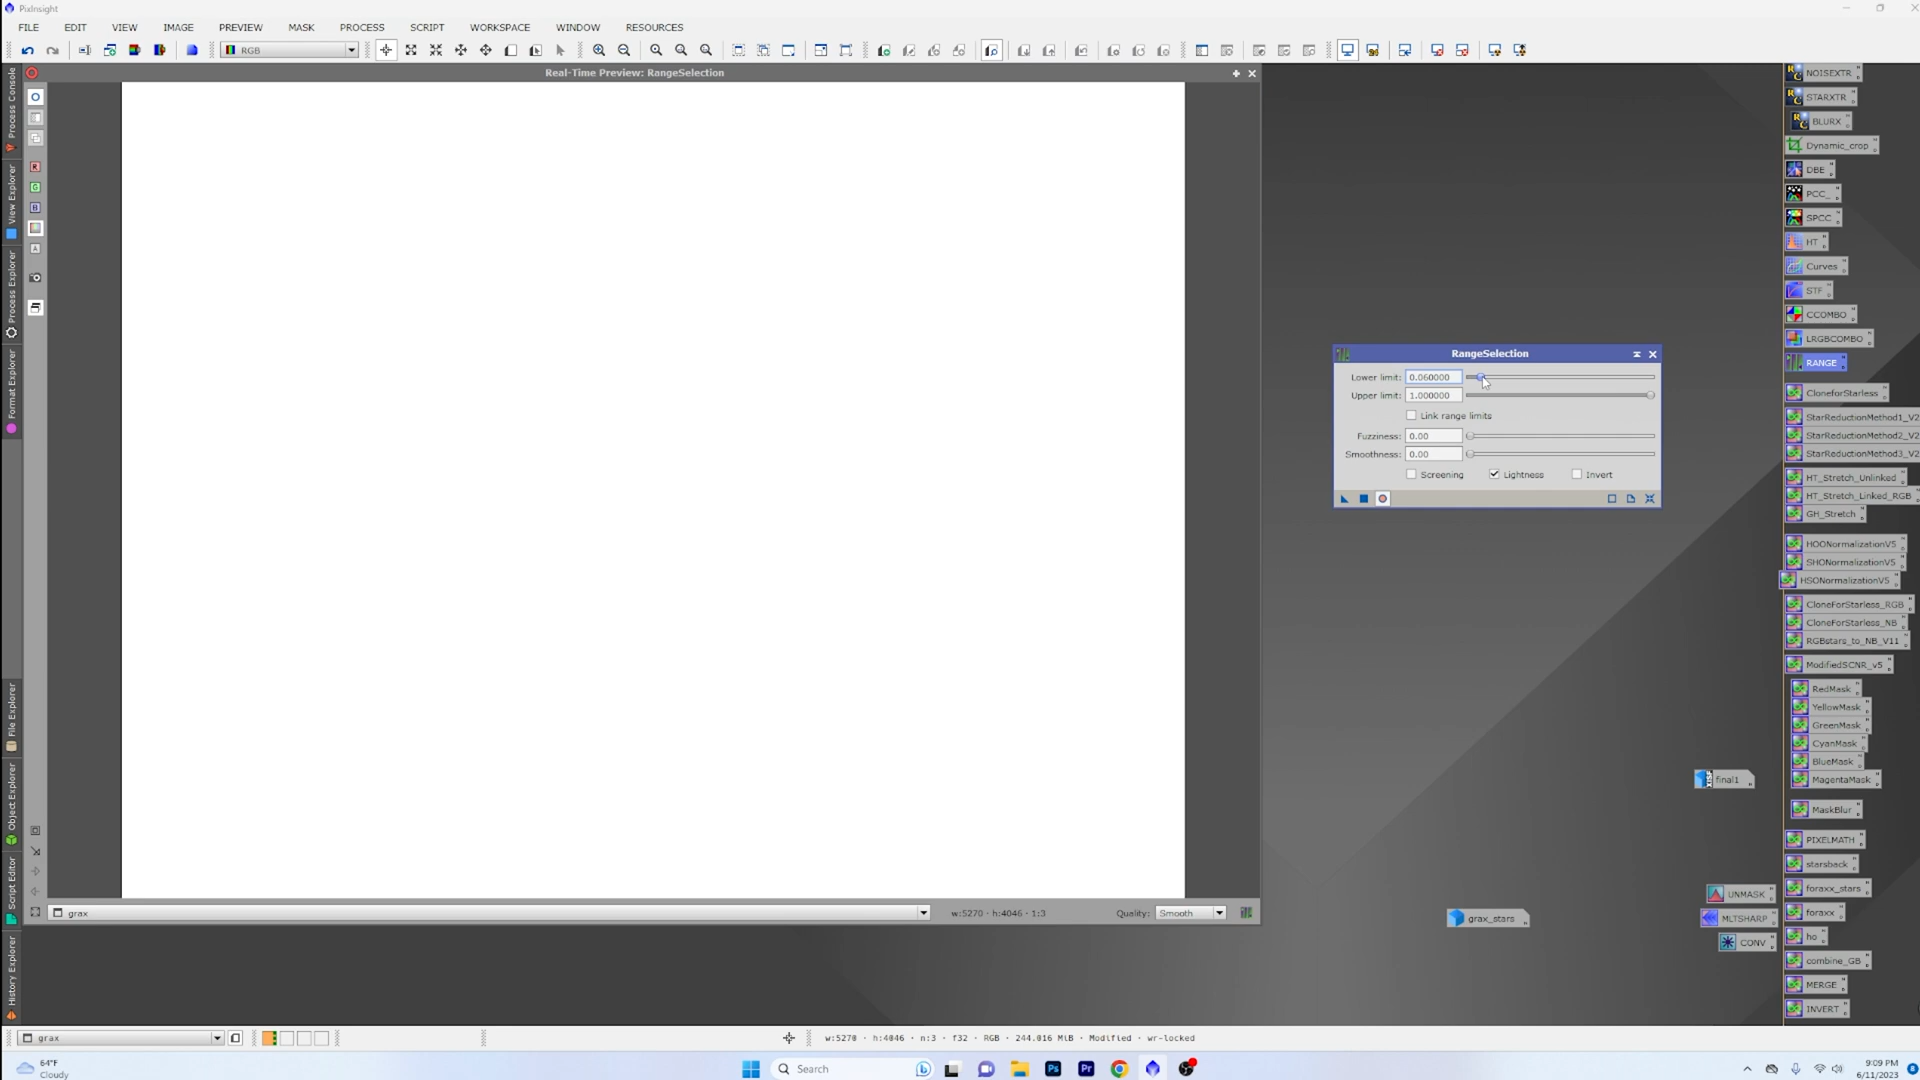 PixInsight
FILE EDIT VIEW IMAGE PREVIEW MASK PROCESS SCRIPT WORKSPACE WINDOW RESOURCES
RGB
Real-Time Preview: RangeSelection
Process Console
View Explorer
Process Explorer
Format Explorer
File Explorer
Object Explorer
Script Editor
History Explorer
R
G
B
A
grax
w:5270 · h:4046 · 1:3
Quality: Smooth
RangeSelection
Lower limit: 0.060000
Upper limit: 1.000000
Link range limits
Fuzziness: 0.00
Smoothness: 0.00
Screening Lightness Invert
NOISEXTR
STARXTR
BLURX
Dynamic_crop
DBE
PCC_
SPCC
HT
Curves
STF
CCOMBO
LRGBCOMBO
RANGE
CloneforStarless
StarReductionMethod1_V2
StarReductionMethod2_V2
StarReductionMethod3_V2
HT_Stretch_Unlinked
HT_Stretch_Linked_RGB
GH_Stretch
HOONormalizationV5
SHONormalizationV5
HSONormalizationV5
CloneForStarless_RGB
CloneForStarless_NB
RGBstars_to_NB_V11
ModifiedSCNR_v5
RedMask
YellowMask
GreenMask
CyanMask
BlueMask
MagentaMask
MaskBlur
PIXELMATH
starsback
foraxx_stars
foraxx
ho
combine_GB
MERGE
INVERT
final1
UNMASK
MLTSHARP
CONV
grax_stars
grax
w:5270 · h:4046 · n:3 · f32 · RGB · 244.016 MiB · Modified · wr-locked
64°F
Cloudy
Search
Ps
Pr
9:09 PM
6/11/2023
8